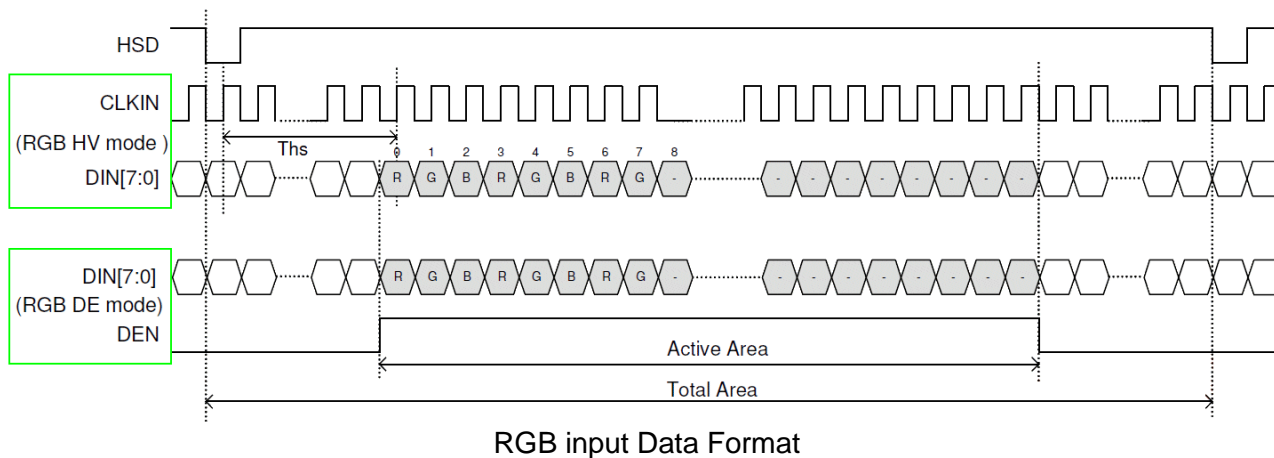 HSD
CLKIN
(RGB HV mode )
Ths
0 1 2 3 4 5 6 7 8
DIN[7:0]
R G B R G B R G - - - - - - - - -
DIN[7:0]
R G B R G B R G - - - - - - - - -
(RGB DE mode)
DEN
Active Area
Total Area
RGB input Data Format